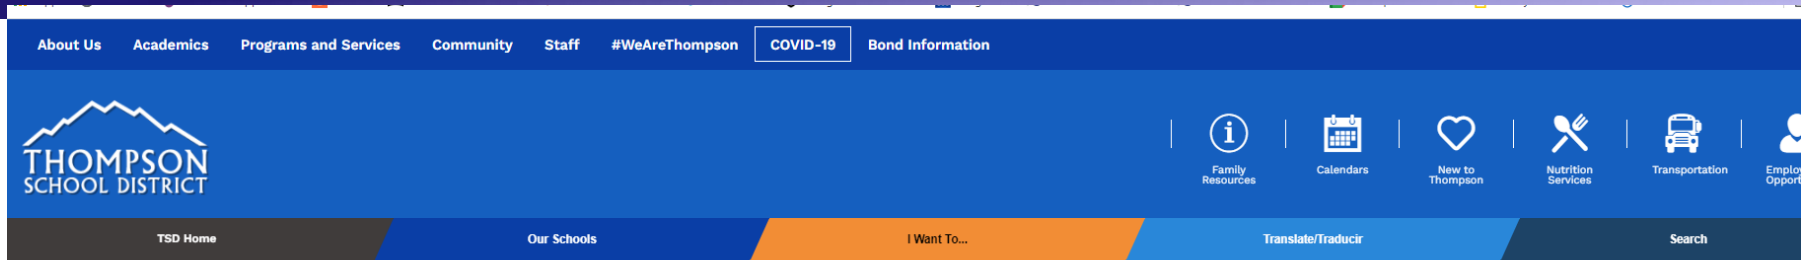 About Us Academics Programs and Services Community Staff #WeAreThompson COVID-19 Bond Information
THOMPSON
SCHOOL DISTRICT
Family
Resources
Calendars
New to
Thompson
Nutrition
Services
Transportation
TSD Home Our Schools I Want To... Translate/Traducir Search